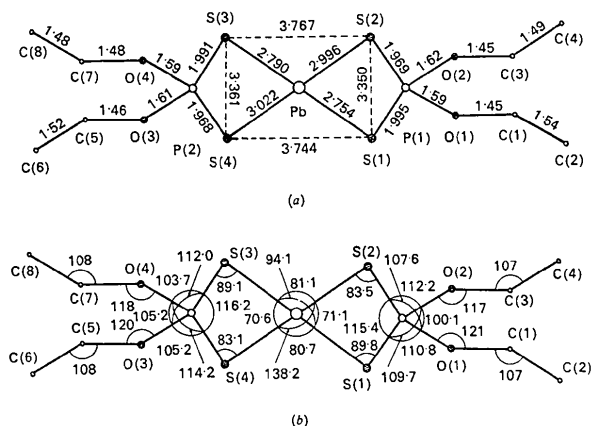 S(3) 3·767 S(2)
C(8) 1·48 1·48 1·59 1·991 2·790 2·996 1·969 1·62 1·45 1·49 C(4)
C(7) O(4) O(2) C(3)
3·361 3·350
1·52 1·46 1·61 1·968 3·022 Pb 2·754 1·995 1·59 1·45 1·54
C(5) O(3) P(2) P(1) O(1) C(1)
C(6) S(4) 3·744 S(1) C(2)
(a)
S(3) S(2)
C(8) 108 O(4) 112·0 94·1 107·6 O(2) 107 C(4)
103·7 89·1 81·1 83·5 112·2
C(7) 118 116·2 117 C(3)
C(5) 120 105·2 70·6 71·1 115·4 100·1 121 C(1)
105·2 83·1 80·7 89·8 110·8
C(6) 108 O(3) 114·2 S(4) 138·2 S(1) 109·7 O(1) 107 C(2)
(b)